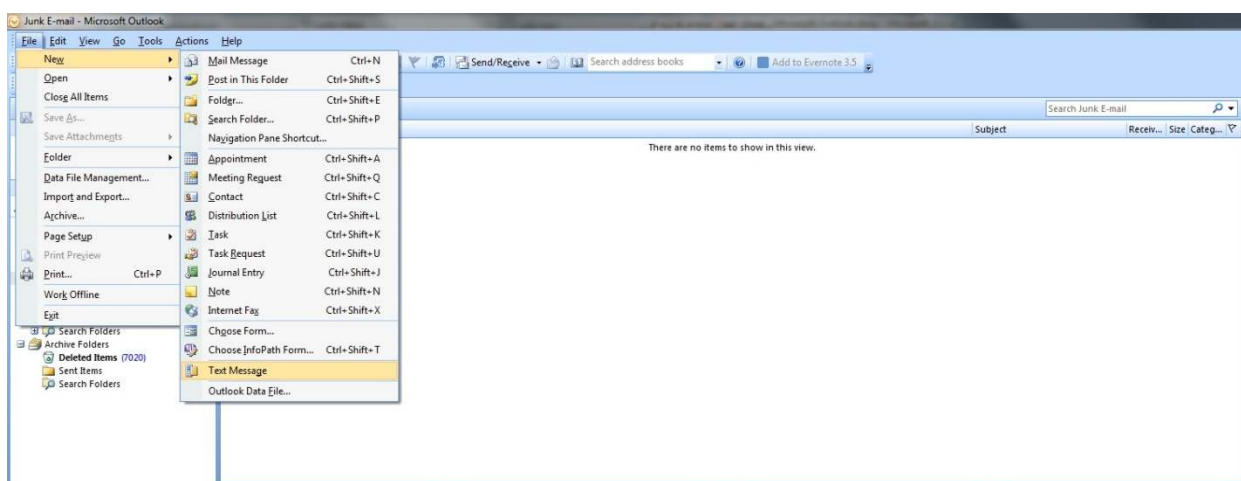 Junk E-mail - Microsoft Outlook
File Edit View Go Tools Actions Help
Send/Receive Search address books Add to Evernote 3.5
New
Open
Close All Items
Save As...
Save Attachments
Folder
Data File Management...
Import and Export...
Archive...
Page Setup
Print Preview
Print... Ctrl+P
Work Offline
Exit
Mail Message Ctrl+N
Post in This Folder Ctrl+Shift+S
Folder... Ctrl+Shift+E
Search Folder... Ctrl+Shift+P
Navigation Pane Shortcut...
Appointment Ctrl+Shift+A
Meeting Request Ctrl+Shift+Q
Contact Ctrl+Shift+C
Distribution List Ctrl+Shift+L
Task Ctrl+Shift+K
Task Request Ctrl+Shift+U
Journal Entry Ctrl+Shift+J
Note Ctrl+Shift+N
Internet Fax Ctrl+Shift+X
Choose Form...
Choose InfoPath Form... Ctrl+Shift+T
Text Message
Outlook Data File...
Search Junk E-mail
Subject Receiv... Size Categ...
There are no items to show in this view.
Search Folders
Archive Folders
Deleted Items (7020)
Sent Items
Search Folders